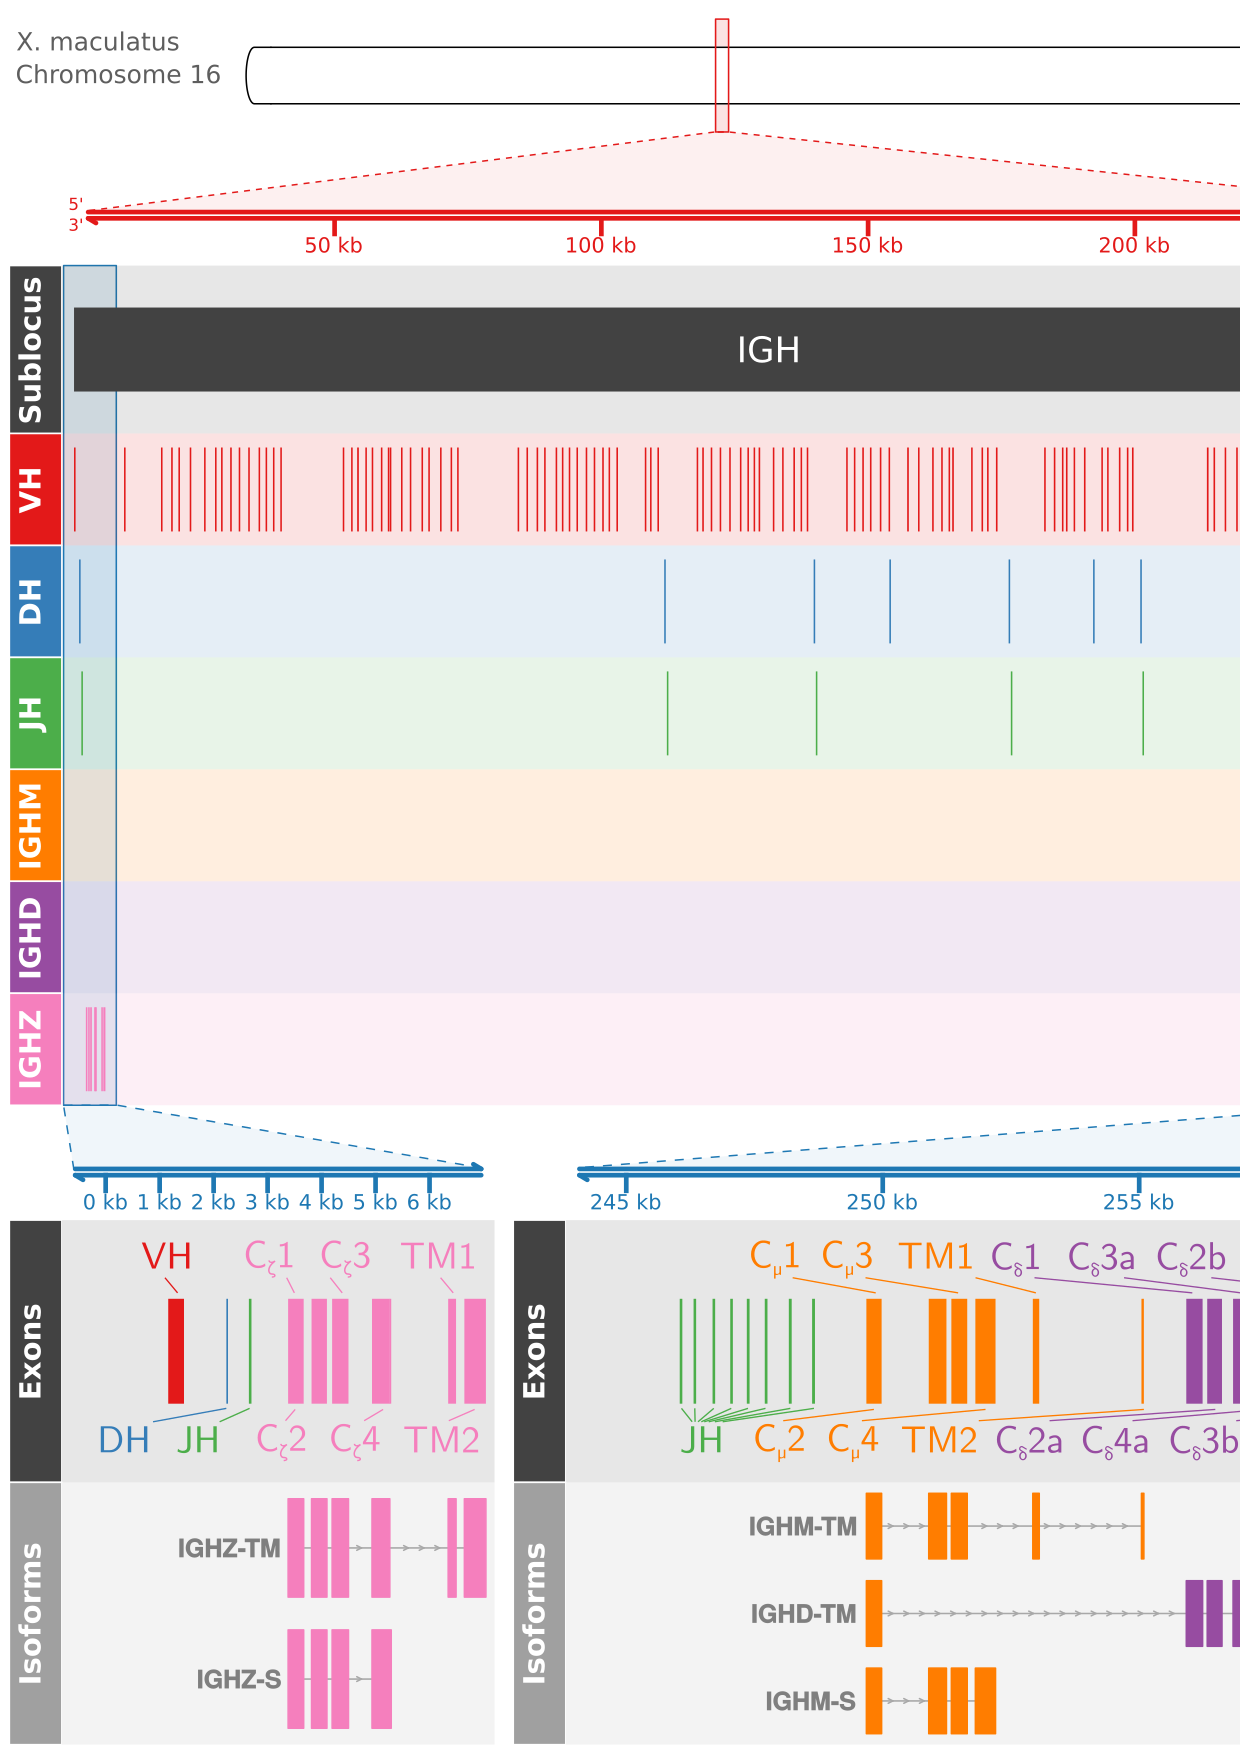 X. maculatus
Chromosome 16
5'
3'
50 kb
100 kb
150 kb
200 kb
Sublocus
IGH
VH
DH
JH
IGHM
IGHD
IGHZ
0 kb
1 kb
2 kb
3 kb
4 kb
5 kb
6 kb
245 kb
250 kb
255 kb
Exons
VH
Cζ1
Cζ3
TM1
DH
JH
Cζ2
Cζ4
TM2
Exons
Cμ1
Cμ3
TM1
Cδ1
Cδ3a
Cδ2b
JH
Cμ2
Cμ4
TM2
Cδ2a
Cδ4a
Cδ3b
Isoforms
IGHZ-TM
IGHZ-S
Isoforms
IGHM-TM
IGHD-TM
IGHM-S